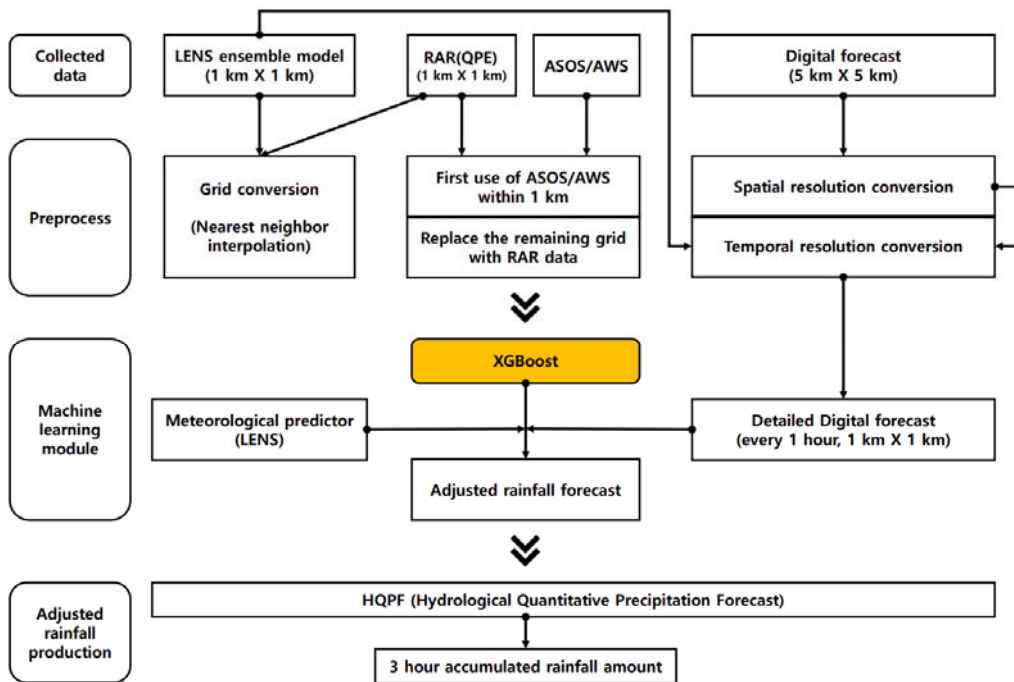 Collected
data
LENS ensemble model
(1 km X 1 km)
RAR(QPE)
(1 km X 1 km)
ASOS/AWS
Digital forecast
(5 km X 5 km)
Preprocess
Grid conversion
(Nearest neighbor
interpolation)
First use of ASOS/AWS
within 1 km
Replace the remaining grid
with RAR data
Spatial resolution conversion
Temporal resolution conversion
Machine
learning
module
XGBoost
Meteorological predictor
(LENS)
Detailed Digital forecast
(every 1 hour, 1 km X 1 km)
Adjusted rainfall forecast
Adjusted
rainfall
production
HQPF (Hydrological Quantitative Precipitation Forecast)
3 hour accumulated rainfall amount